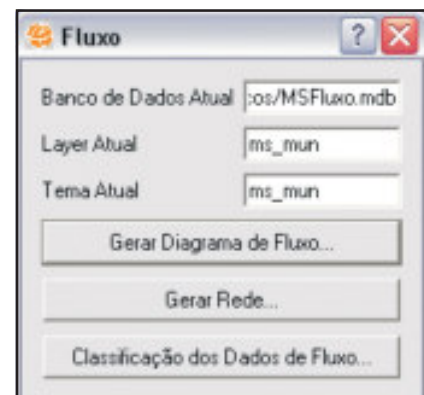 Fluxo
Banco de Dados Atual :os/MSFluxo.mdb
Layer Atual ms_mun
Tema Atual ms_mun
Gerar Diagrama de Fluxo...
Gerar Rede...
Classificação dos Dados de Fluxo...